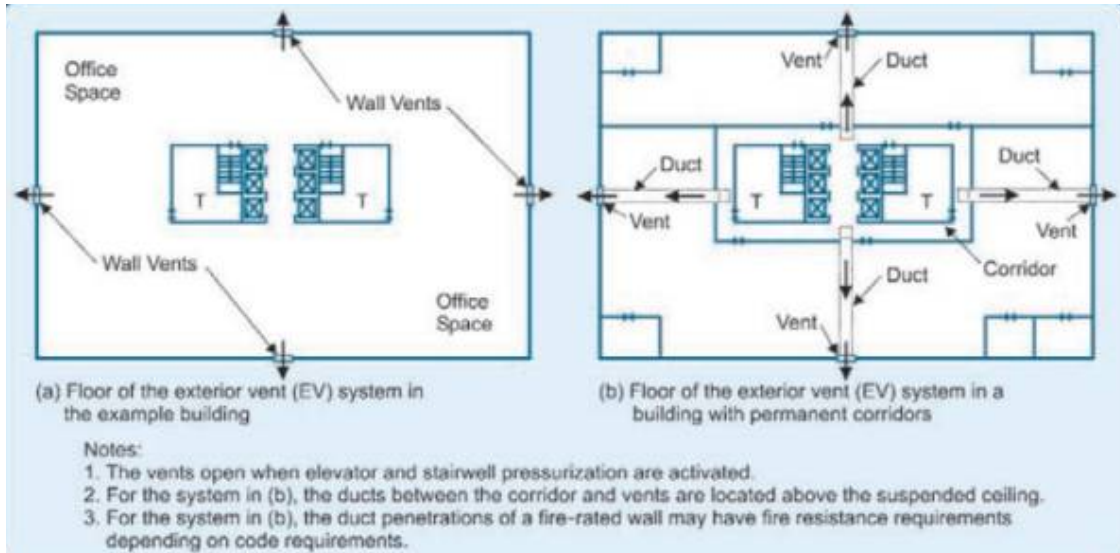 Office
Space
Wall Vents
T
T
Wall Vents
Office
Space
Vent
Duct
Duct
T
T
Duct
Vent
Vent
Corridor
Duct
Vent
(a) Floor of the exterior vent (EV) system in
the example building
(b) Floor of the exterior vent (EV) system in a
building with permanent corridors
Notes:
1. The vents open when elevator and stairwell pressurization are activated.
2. For the system in (b), the ducts between the corridor and vents are located above the suspended ceiling.
3. For the system in (b), the duct penetrations of a fire-rated wall may have fire resistance requirements
depending on code requirements.